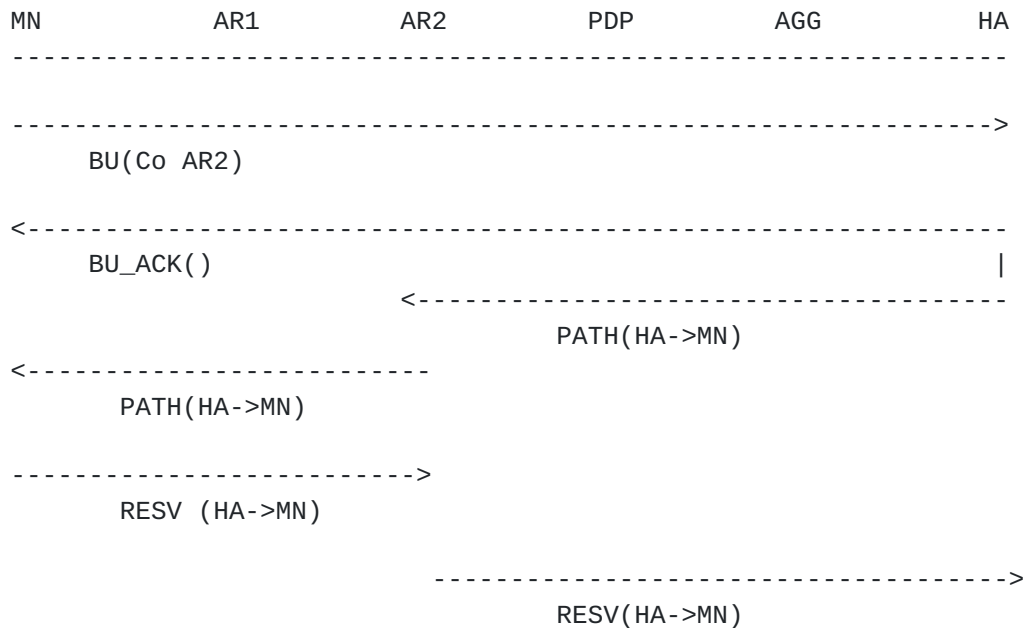 MN AR1 AR2 PDP AGG HA
----------------------------------------------------------------
--------------------------------------------------------------->
BU(Co AR2)
<---------------------------------------------------------------
BU_ACK() |
<--------------------------------------
PATH(HA->MN)
<--------------------------
PATH(HA->MN)
-------------------------->
RESV (HA->MN)
------------------------------------->
RESV(HA->MN)